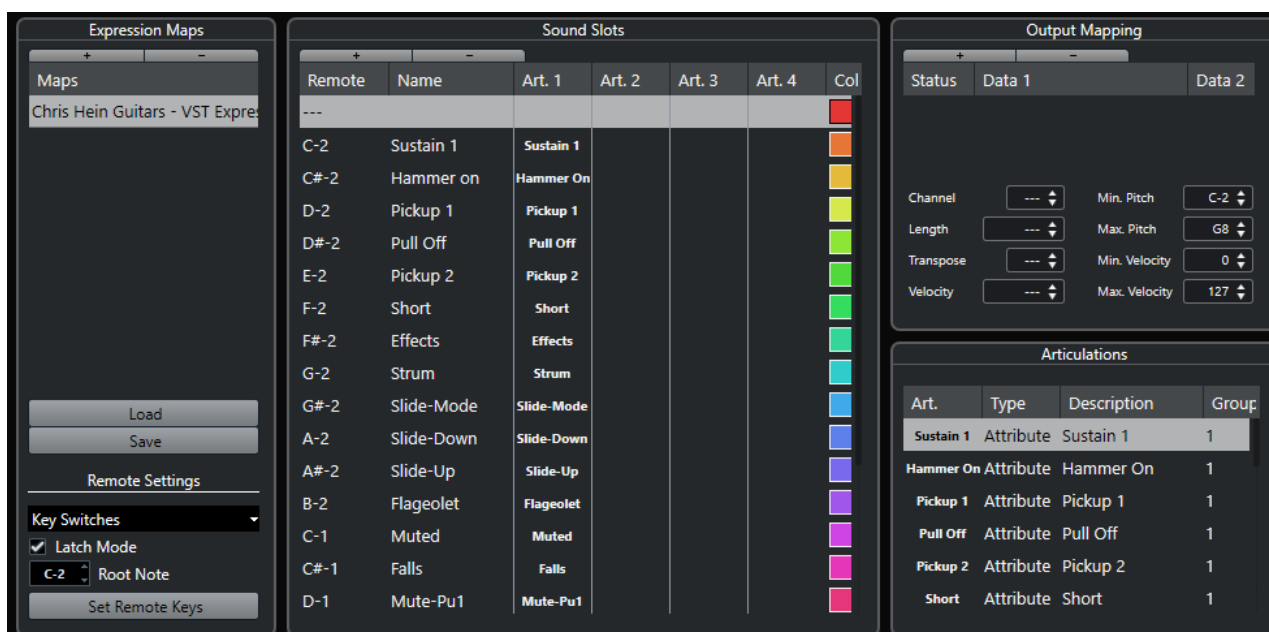 Expression Maps
+ -
Maps
Chris Hein Guitars - VST Expre
Load
Save
Remote Settings
Key Switches
Latch Mode
C-2 Root Note
Set Remote Keys
Sound Slots
+ -
Remote Name Art. 1 Art. 2 Art. 3 Art. 4 Col
---
C-2 Sustain 1 Sustain 1
C#-2 Hammer on Hammer On
D-2 Pickup 1 Pickup 1
D#-2 Pull Off Pull Off
E-2 Pickup 2 Pickup 2
F-2 Short Short
F#-2 Effects Effects
G-2 Strum Strum
G#-2 Slide-Mode Slide-Mode
A-2 Slide-Down Slide-Down
A#-2 Slide-Up Slide-Up
B-2 Flageolet Flageolet
C-1 Muted Muted
C#-1 Falls Falls
D-1 Mute-Pu1 Mute-Pu1
Output Mapping
+ -
Status Data 1 Data 2
Channel --- Min. Pitch C-2
Length --- Max. Pitch G8
Transpose --- Min. Velocity 0
Velocity --- Max. Velocity 127
Articulations
Art. Type Description Group
Sustain 1 Attribute Sustain 1 1
Hammer On Attribute Hammer On 1
Pickup 1 Attribute Pickup 1 1
Pull Off Attribute Pull Off 1
Pickup 2 Attribute Pickup 2 1
Short Attribute Short 1